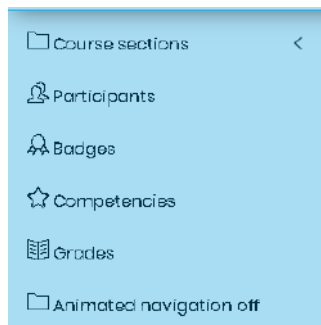 Course sections
Participants
Badges
Competencies
Grades
Animated navigation off